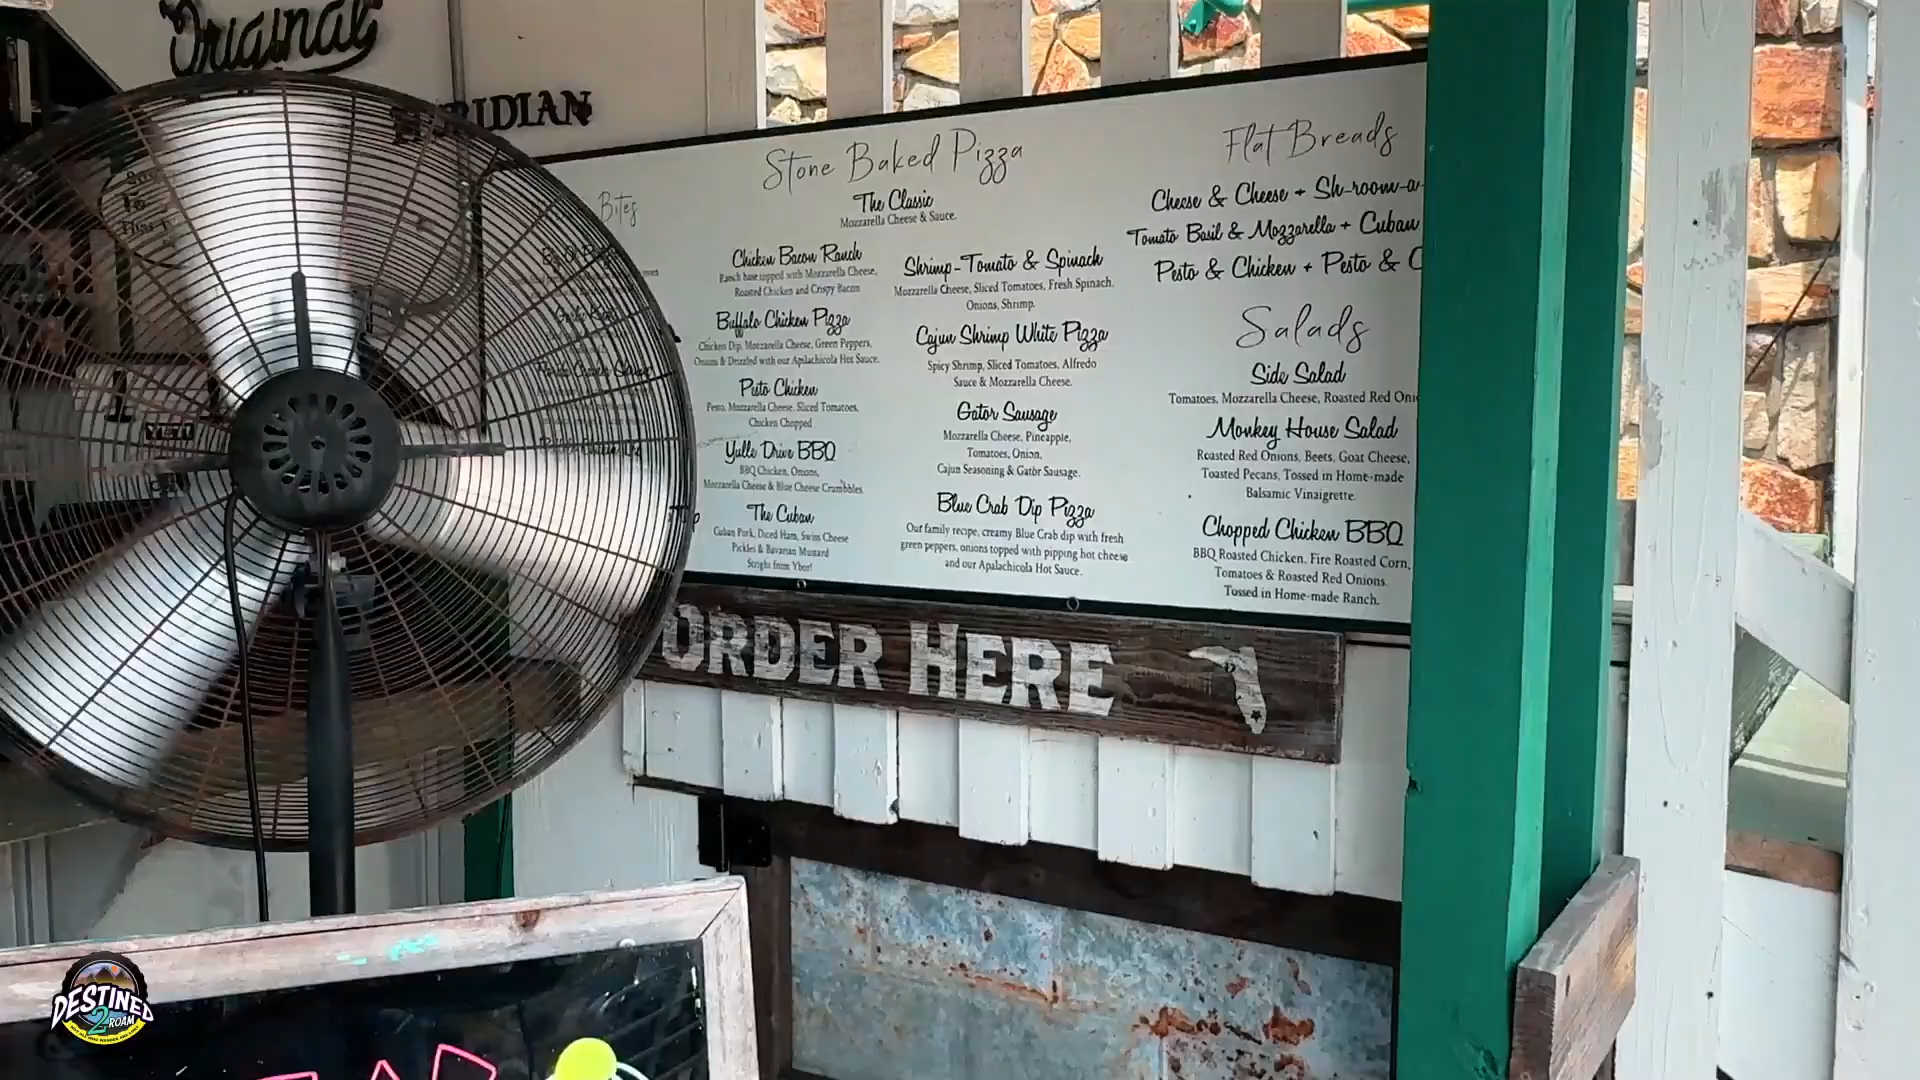 Original
RIDIAN
Bites
Stone Baked Pizza
The Classic
Mozzarella Cheese & Sauce.
Chicken Bacon Ranch
Ranch base topped with Mozzarella Cheese,
Roasted Chicken and Crispy Bacon
Buffalo Chicken Pizza
Chicken Dip, Mozzarella Cheese, Green Peppers,
Onions & Drizzled with our Apilachicola Hot Sauce.
Pesto Chicken
Pesto, Mozzarella Cheese, Sliced Tomatoes,
Chicken Chopped
Yulle Drive BBQ
BBQ Chicken, Onions,
Mozzarella Cheese & Blue Cheese Crumbbles.
The Cuban
Cuban Pork, Diced Ham, Swiss Cheese
Pickles & Bavarian Mustard
Stright from Ybor!
Shrimp-Tomato & Spinach
Mozzarella Cheese, Sliced Tomatoes, Fresh Spinach,
Onions, Shrimp.
Cajun Shrimp White Pizza
Spicy Shrimp, Sliced Tomatoes, Alfredo
Sauce & Mozzarella Cheese.
Gator Sausage
Mozzarella Cheese, Pineapple,
Tomatoes, Onion,
Cajun Seasoning & Gator Sausage.
Blue Crab Dip Pizza
Our family recipe, creamy Blue Crab dip with fresh
green peppers, onions topped with pipping hot cheese
and our Apalachicola Hot Sauce.
Flat Breads
Cheese & Cheese + Sh-room-a-
Tomato Basil & Mozzarella + Cuban
Pesto & Chicken + Pesto & C
Salads
Side Salad
Tomatoes, Mozzarella Cheese, Roasted Red Oni
Monkey House Salad
Roasted Red Onions, Beets, Goat Cheese,
Toasted Pecans, Tossed in Home-made
Balsamic Vinaigrette.
Chopped Chicken BBQ
BBQ Roasted Chicken, Fire Roasted Corn,
Tomatoes & Roasted Red Onions.
Tossed in Home-made Ranch.
ORDER HERE
DESTINED
2 ROAM